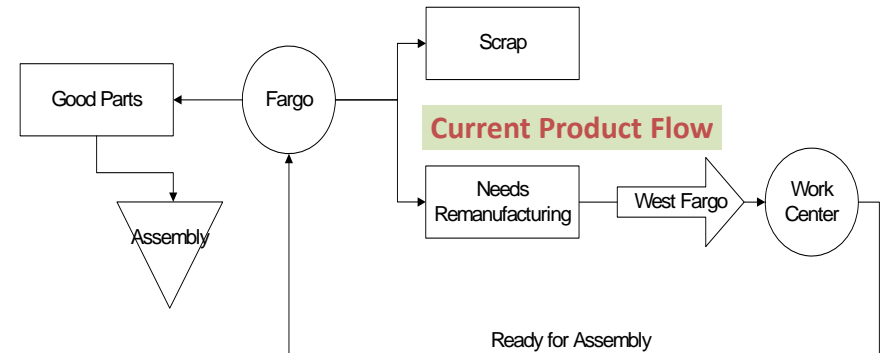 Scrap
Good Parts
Fargo
Current Product Flow
Needs
Remanufacturing
West Fargo
Work
Center
Assembly
Ready for Assembly